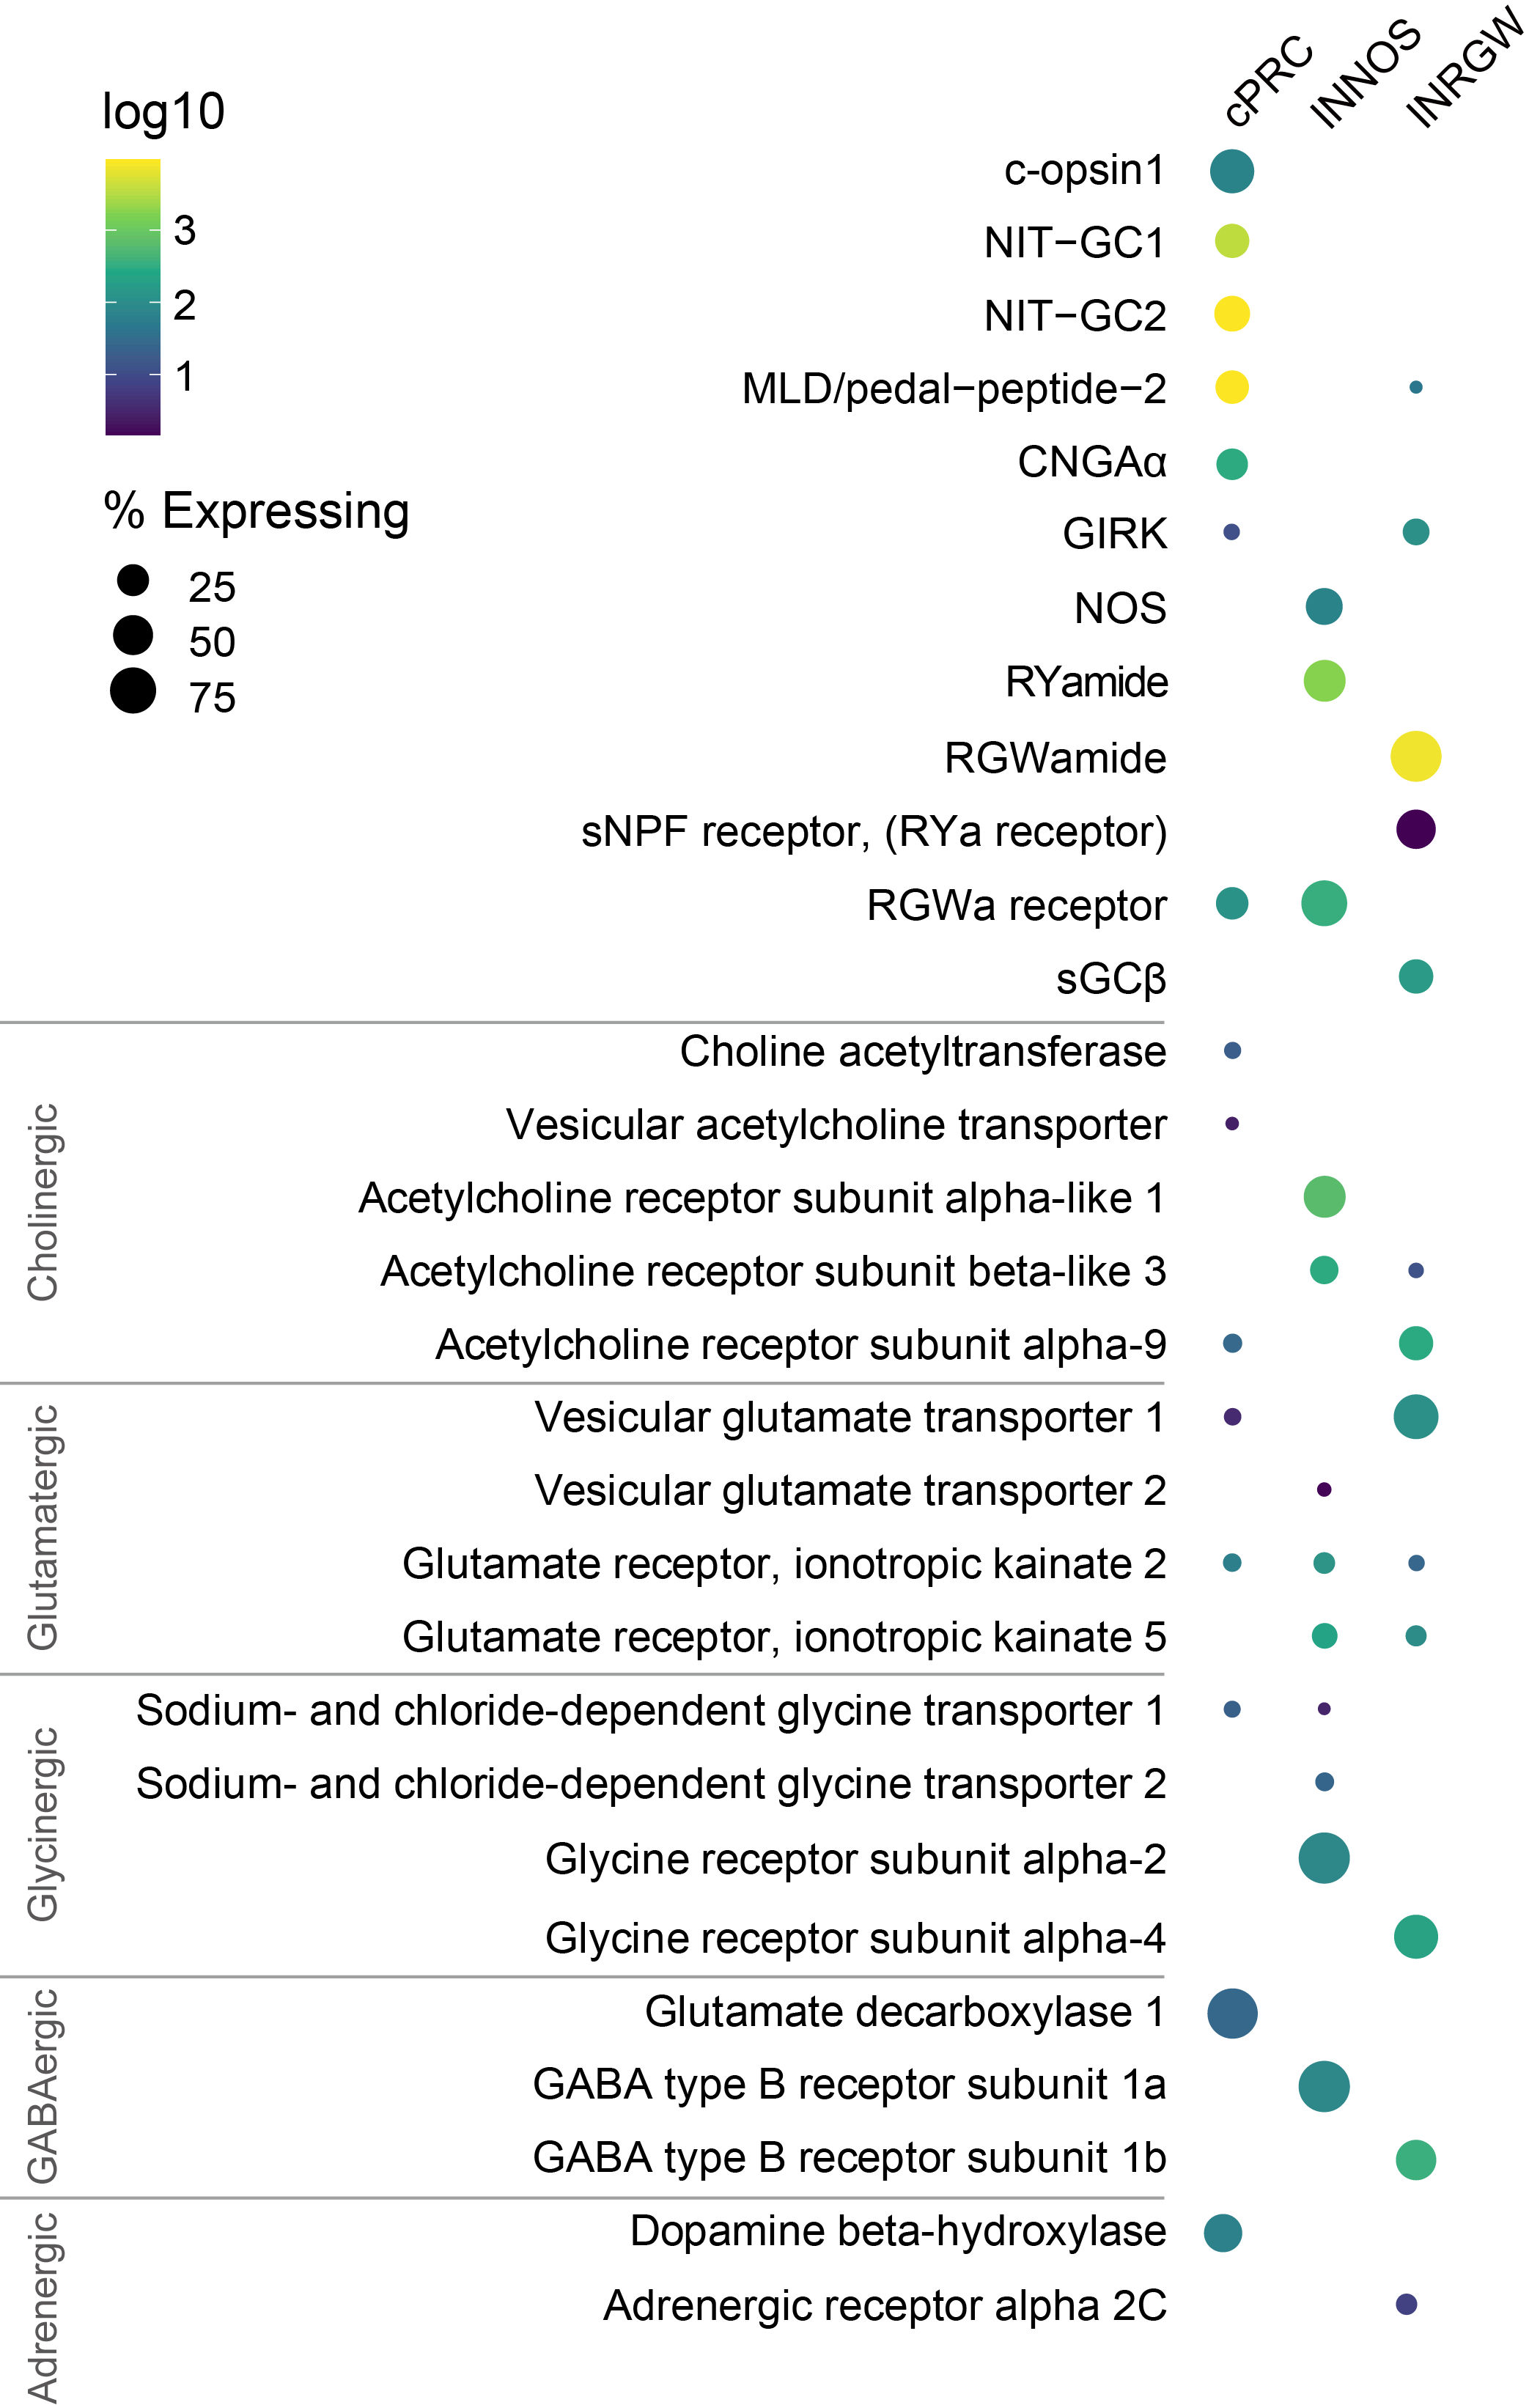 cPRC
INNOS
INRGW
log10
3
2
1
% Expressing
25
50
75
c-opsin1
NIT−GC1
NIT−GC2
MLD/pedal−peptide−2
CNGAα
GIRK
NOS
RYamide
RGWamide
sNPF receptor, (RYa receptor)
RGWa receptor
sGCβ
Cholinergic
Choline acetyltransferase
Vesicular acetylcholine transporter
Acetylcholine receptor subunit alpha-like 1
Acetylcholine receptor subunit beta-like 3
Acetylcholine receptor subunit alpha-9
Glutamatergic
Vesicular glutamate transporter 1
Vesicular glutamate transporter 2
Glutamate receptor, ionotropic kainate 2
Glutamate receptor, ionotropic kainate 5
Glycinergic
Sodium- and chloride-dependent glycine transporter 1
Sodium- and chloride-dependent glycine transporter 2
Glycine receptor subunit alpha-2
Glycine receptor subunit alpha-4
GABAergic
Glutamate decarboxylase 1
GABA type B receptor subunit 1a
GABA type B receptor subunit 1b
Adrenergic
Dopamine beta-hydroxylase
Adrenergic receptor alpha 2C